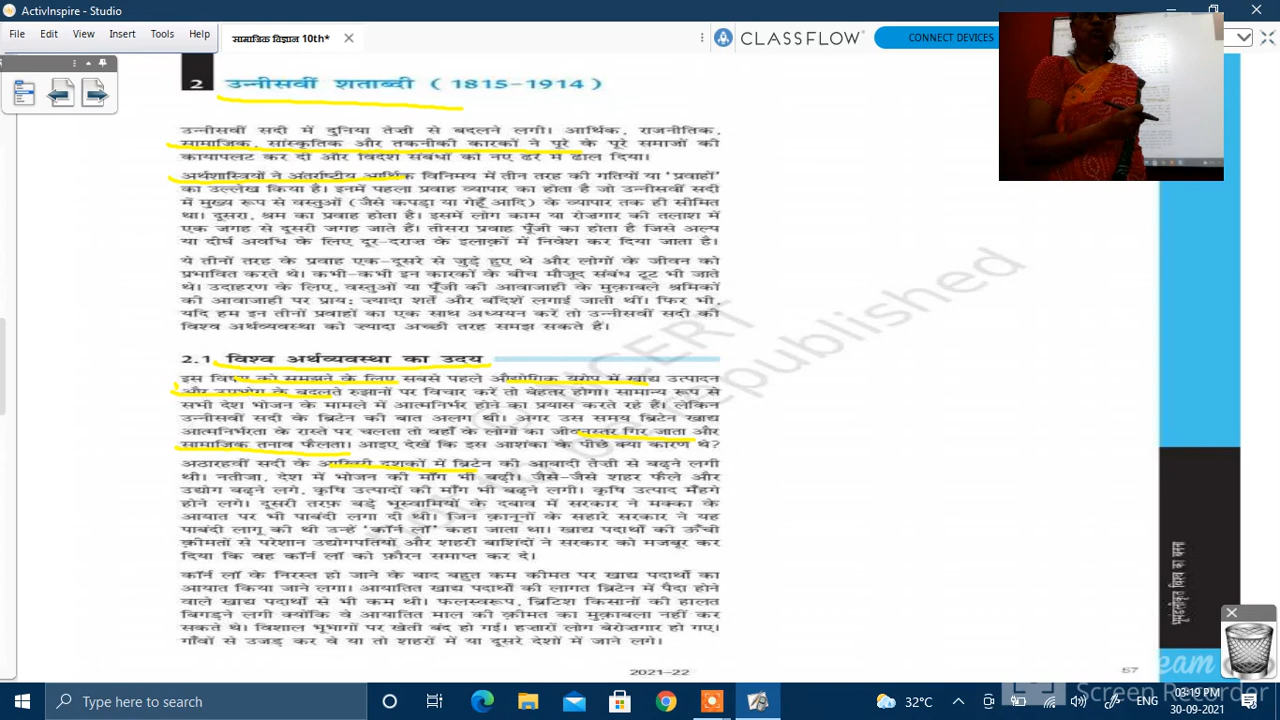 ActivInspire - Studio
File Edit View Insert Tools Help
सामाजिक विज्ञान 10th*
CLASSFLOW
CONNECT DEVICES
2 उन्नीसवीं शताब्दी ( 1815-1914 )
उन्नीसवीं सदी में दुनिया तेज़ी से बदलने लगी। आर्थिक, राजनीतिक,
सामाजिक, सांस्कृतिक और तकनीकी कारकों ने पूरे के पूरे समाजों की
कायापलट कर दी और विदेश संबंधों को नए ढर्रे में ढाल दिया।
अर्थशास्त्रियों ने अंतर्राष्ट्रीय आर्थिक विनिमय में तीन तरह की गतियों या 'प्रवाहों'
का उल्लेख किया है। इनमें पहला प्रवाह व्यापार का होता है जो उन्नीसवीं सदी
में मुख्य रूप से वस्तुओं (जैसे कपड़ा या गेहूँ आदि) के व्यापार तक ही सीमित
था। दूसरा, श्रम का प्रवाह होता है। इसमें लोग काम या रोज़गार की तलाश में
एक जगह से दूसरी जगह जाते है। तीसरा प्रवाह पूँजी का होता है जिसे अल्प
या दीर्घ अवधि के लिए दूर-दराज़ के इलाक़ों में निवेश कर दिया जाता है।
ये तीनों तरह के प्रवाह एक-दूसरे से जुड़े हुए थे और लोगों के जीवन को
प्रभावित करते थे। कभी-कभी इन कारकों के बीच मौजूद संबंध टूट भी जाते
थे। उदाहरण के लिए, वस्तुओं या पूँजी की आवाजाही के मुक़ाबले श्रमिकों
की आवाजाही पर प्राय: ज्यादा शर्तें और बंदिशें लगाई जाती थीं। फिर भी,
यदि हम इन तीनों प्रवाहों का एक साथ अध्ययन करें तो उन्नीसवीं सदी की
विश्व अर्थव्यवस्था को ज्यादा अच्छी तरह समझ सकते है।
2.1 विश्व अर्थव्यवस्था का उदय
इस विषय को समझने के लिए सबसे पहले औद्योगिक यूरोप में खाद्य उत्पादन
और उपभोग के बदलते रुझानों पर विचार करें तो बेहतर होगा। सामान्य रूप से
सभी देश भोजन के मामले में आत्मनिर्भर होने का प्रयास करते रहे हैं। लेकिन
उन्नीसवीं सदी के ब्रिटेन की बात अलग थी। अगर उस समय ब्रिटेन खाद्य
आत्मनिर्भरता के रास्ते पर चलता तो वहाँ के लोगों का जीवनस्तर गिर जाता और
सामाजिक तनाव फैलता। आइए देखें कि इस आशंका के पीछे क्या कारण थे?
अठारहवीं सदी के आखिरी दशकों में ब्रिटेन की आबादी तेज़ी से बढ़ने लगी
थी। नतीजा, देश में भोजन की माँग भी बढ़ी। जैसे-जैसे शहर फैले और
उद्योग बढ़ने लगे, कृषि उत्पादों की माँग भी बढ़ने लगी। कृषि उत्पाद मँहगे
होने लगे। दूसरी तरफ़ बड़े भूस्वामियों के दबाव में सरकार ने मक्का के
आयात पर भी पाबंदी लगा दी थी। जिन क़ानूनों के सहारे सरकार ने यह
पाबंदी लागू की थी उन्हें 'कॉर्न लॉ' कहा जाता था। खाद्य पदार्थों की ऊँची
क़ीमतों से परेशान उद्योगपतियों और शहरी बाशिंदों ने सरकार को मजबूर कर
दिया कि वह कॉर्न लॉ को फ़ौरन समाप्त कर दे।
कॉर्न लॉ के निरस्त हो जाने के बाद बहुत कम कीमत पर खाद्य पदार्थों का
आयात किया जाने लगा। आयातित खाद्य पदार्थों की लागत ब्रिटेन में पैदा होने
वाले खाद्य पदार्थों से भी कम थी। फलस्वरूप, ब्रिटिश किसानों की हालत
बिगड़ने लगी क्योंकि वे आयातित माल की क़ीमत का मुक़ाबला नहीं कर
सकते थे। विशाल भूभागों पर खेती बंद हो गई। हज़ारों लोग बेरोज़गार हो गए।
गाँवों से उजड़ कर वे या तो शहरों में या दूसरे देशों में जाने लगे।
2021-22
57
भूमंडलीकृत विश्व का बनना
republished
Screen Recorder
Type here to search
32°C
ENG
03:19 PM
30-09-2021